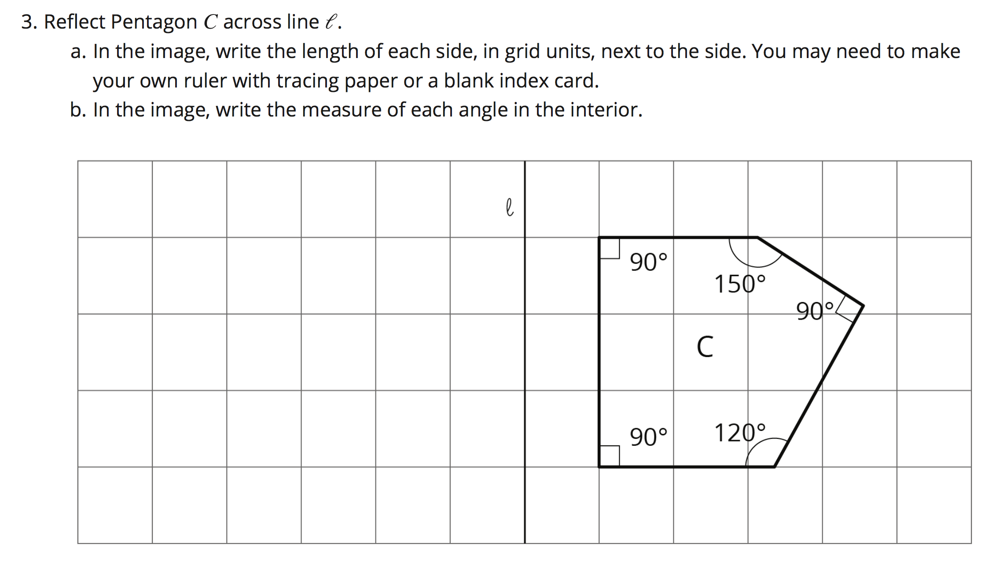 3. Reflect Pentagon C across line ℓ.
a. In the image, write the length of each side, in grid units, next to the side. You may need to make
your own ruler with tracing paper or a blank index card.
b. In the image, write the measure of each angle in the interior.
ℓ
90°
150°
90°
C
90°
120°